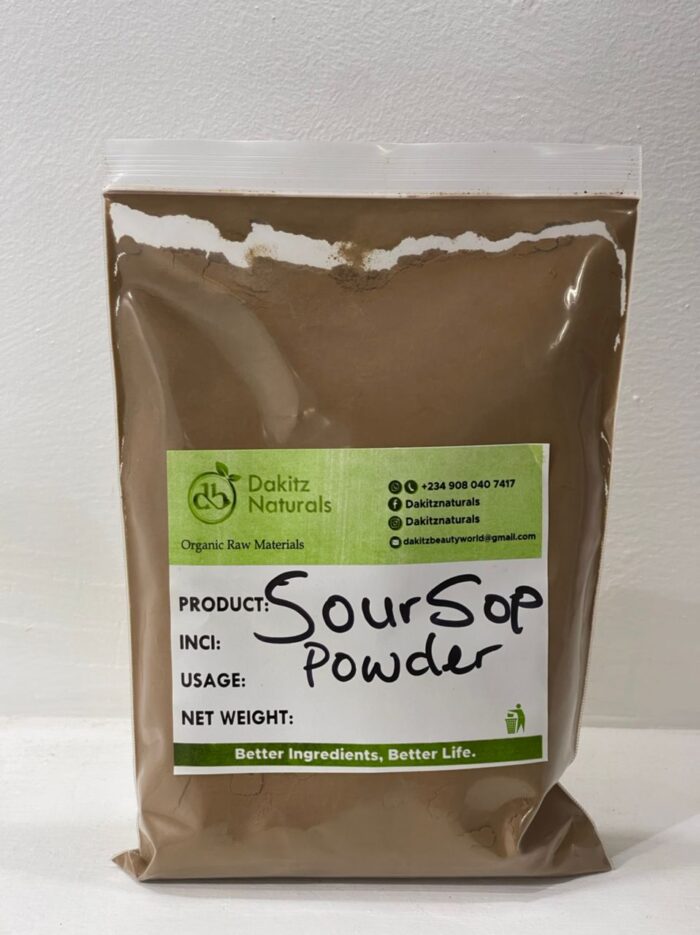 db
Dakitz
Naturals
Organic Raw Materials
+234 908 040 7417
Dakitznaturals
Dakitznaturals
dakitzbeautyworld@gmail.com
PRODUCT: SourSop
Powder
INCI:
USAGE:
NET WEIGHT:
Better Ingredients, Better Life.